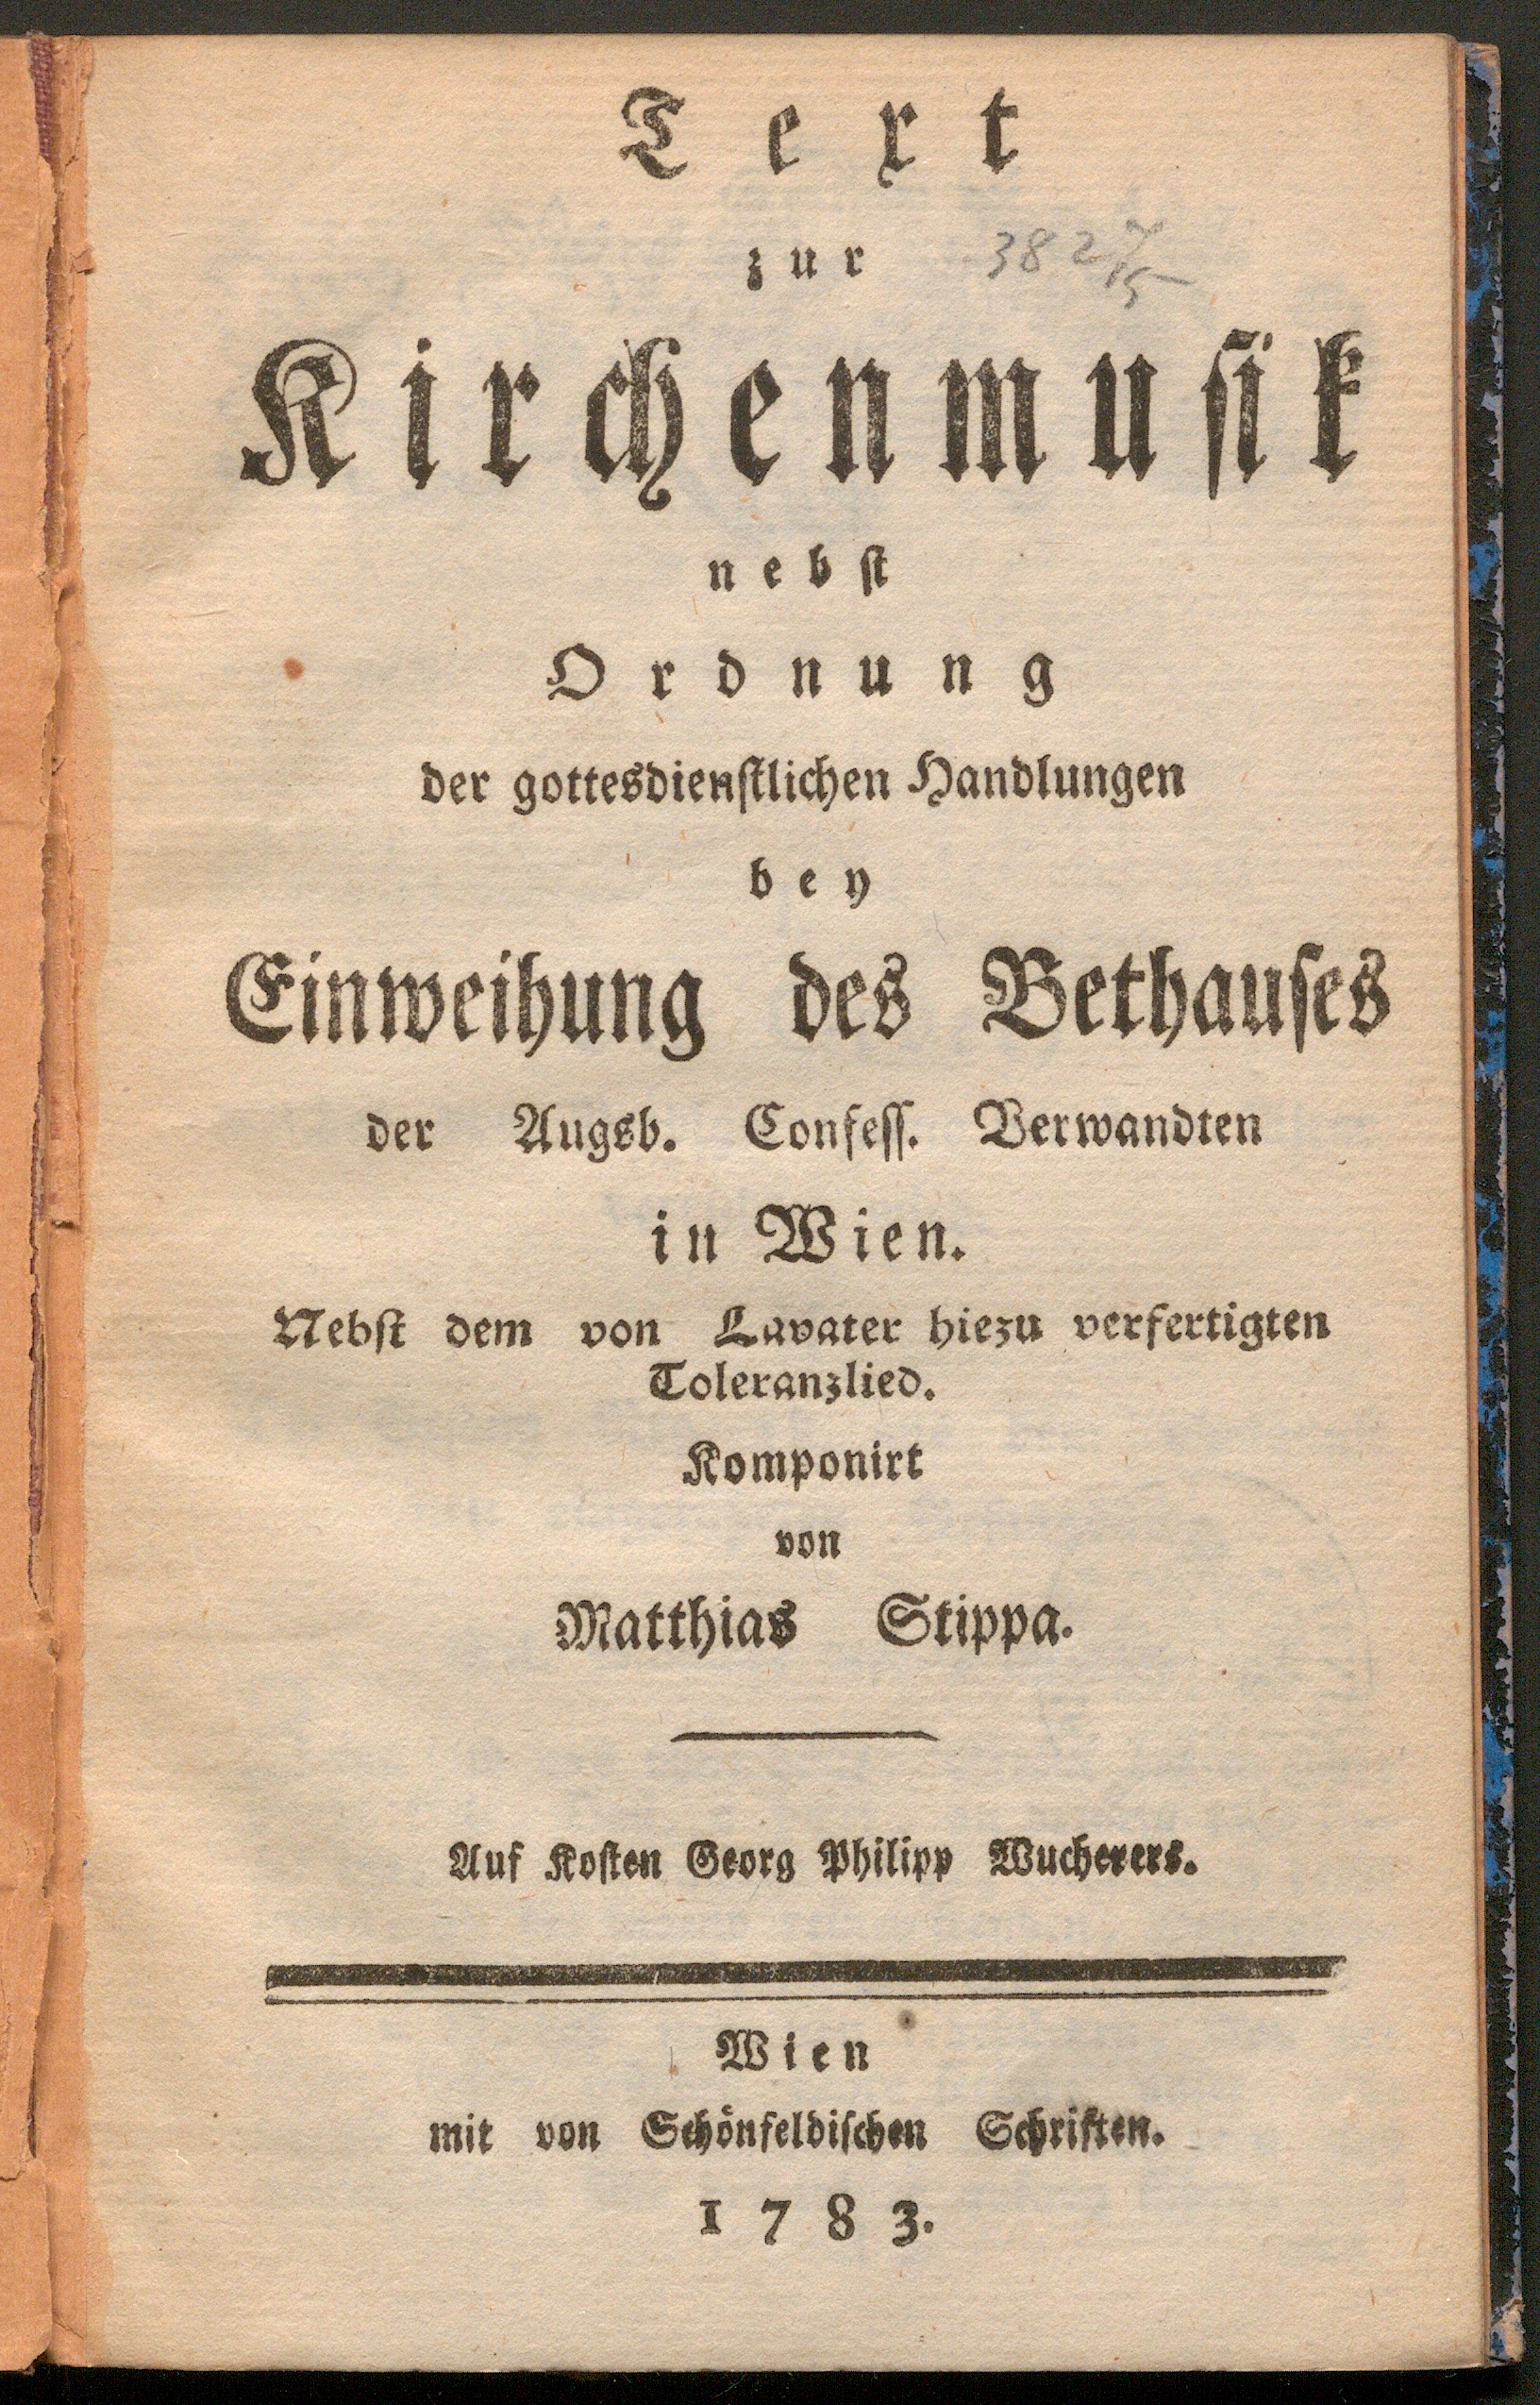 Text
zur
Kirchenmusik
nebst
Ordnung
der gottesdienstlichen Handlungen
bey
Einweihung des Bethauses
der Augsb. Confess. Verwandten
in Wien.
Nebst dem von Lavater hiezu verfertigten
Toleranzlied.
Komponirt
von
Matthias Stippa.
Auf Kosten Georg Philipp Wucherers.
Wien
mit von Schönfeldischen Schriften.
1783.